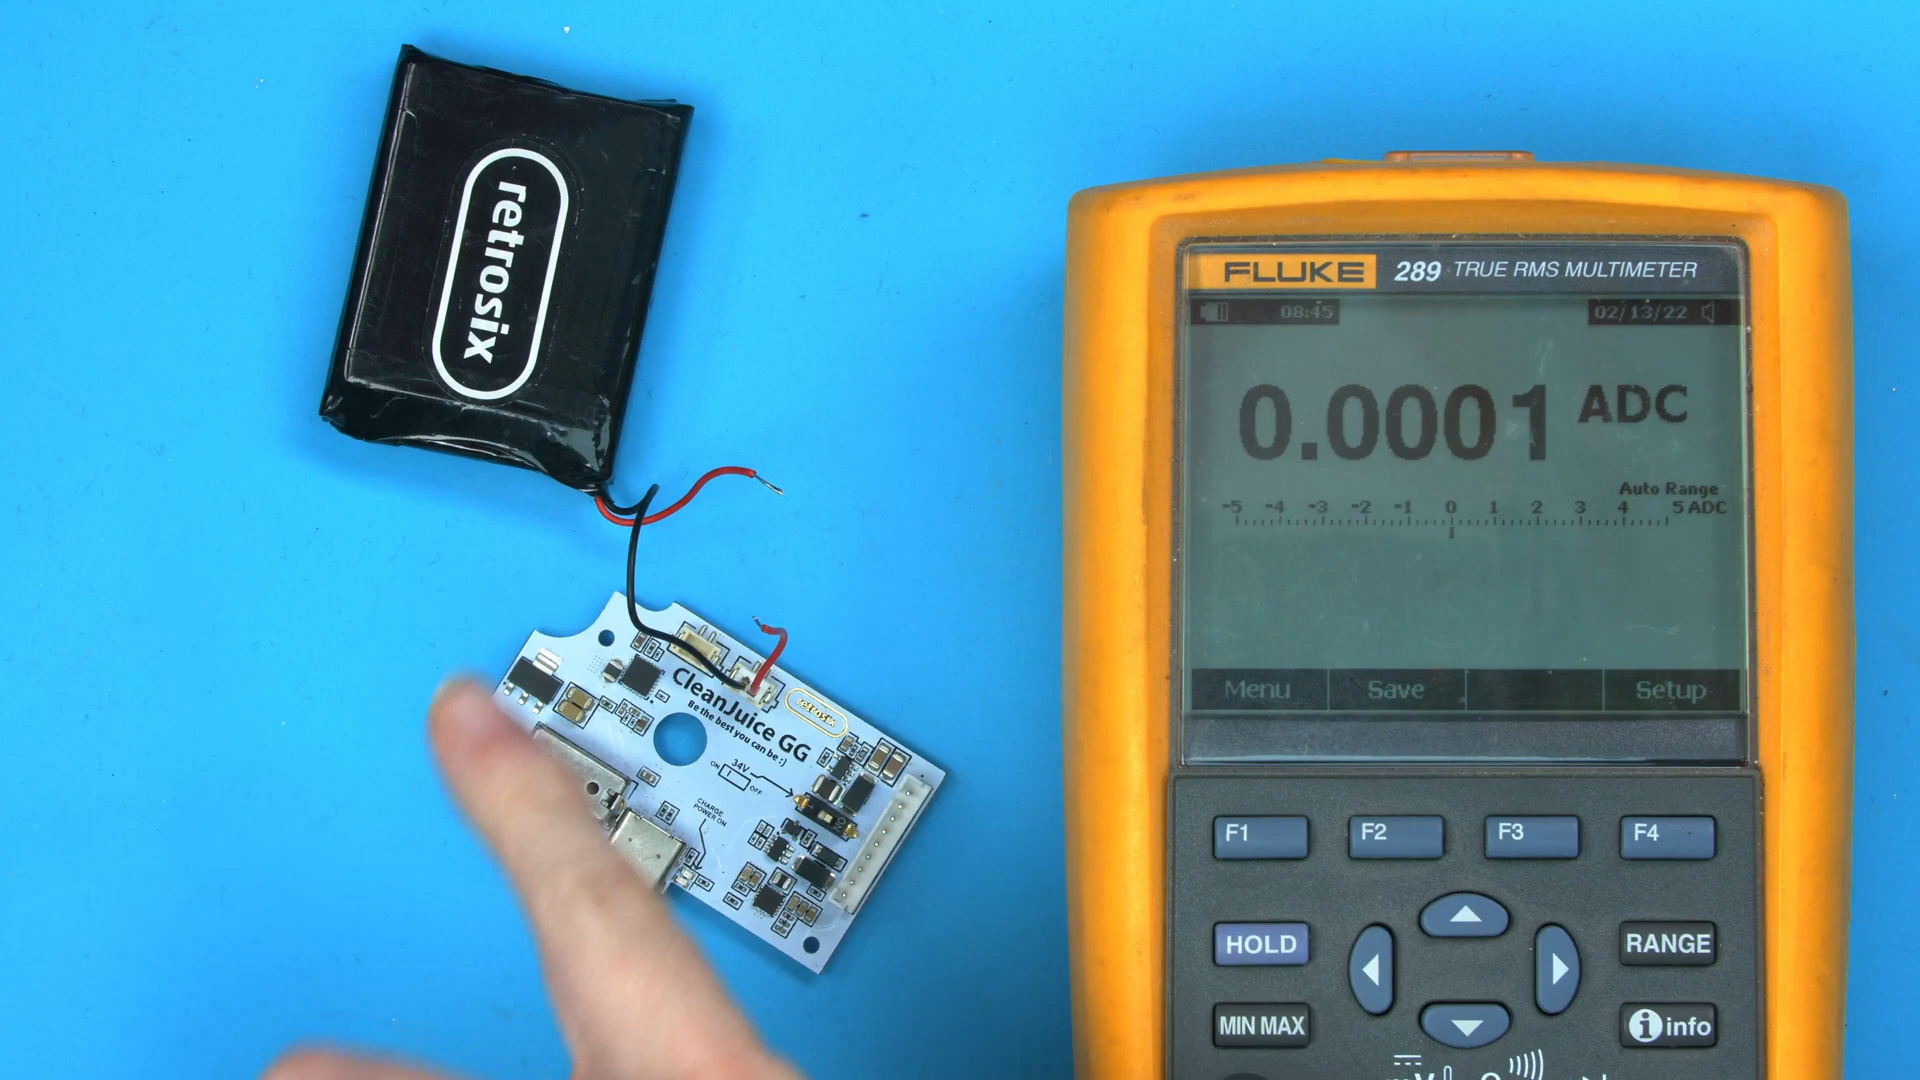 retrosix
CleanJuice GG
Be the best you can be :)
retrosix
34V
ON
OFF
CHARGE
POWER ON
ON
FLUKE 289 TRUE RMS MULTIMETER
08:45 02/13/22
0.0001 ADC
Auto Range
-5 -4 -3 -2 -1 0 1 2 3 4 5 ADC
Menu Save Setup
F1 F2 F3 F4
HOLD RANGE
MIN MAX i info